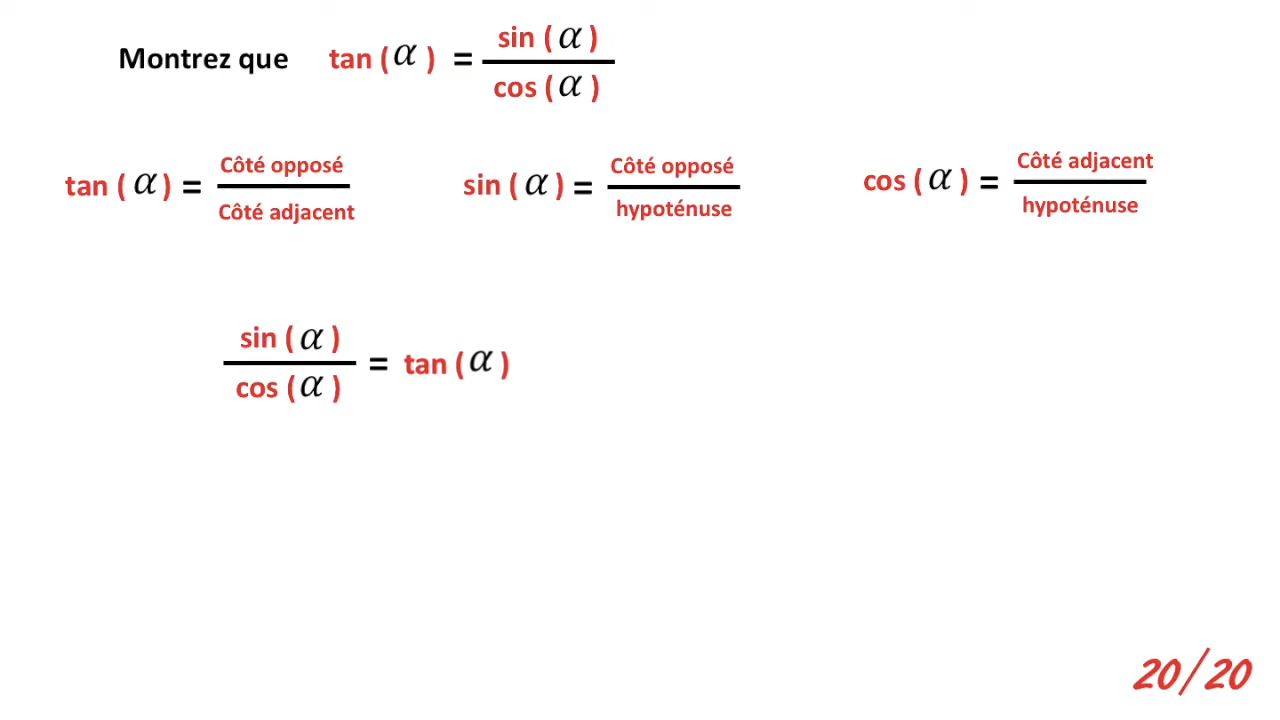 Montrez que tan (α) = sin (α) / cos (α)
tan (α) = Côté opposé / Côté adjacent
sin (α) = Côté opposé / hypoténuse
cos (α) = Côté adjacent / hypoténuse
sin (α) / cos (α) = tan (α)
20/20